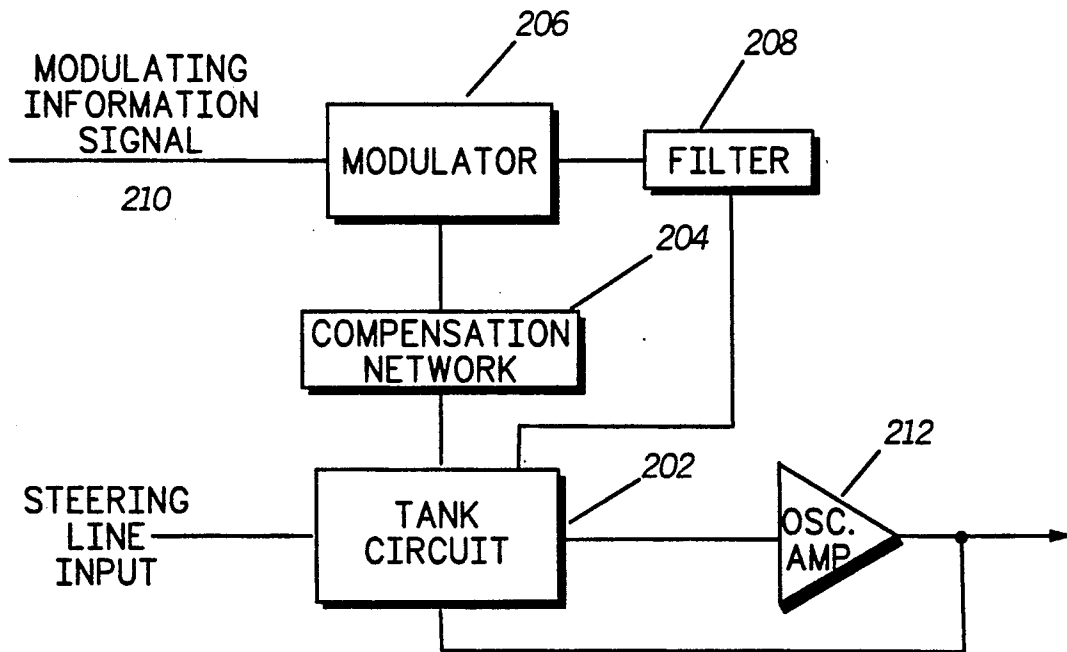 206
208
MODULATING
INFORMATION
SIGNAL
MODULATOR
FILTER
210
204
COMPENSATION
NETWORK
212
202
STEERING
LINE
INPUT
TANK
CIRCUIT
OSC.
AMP